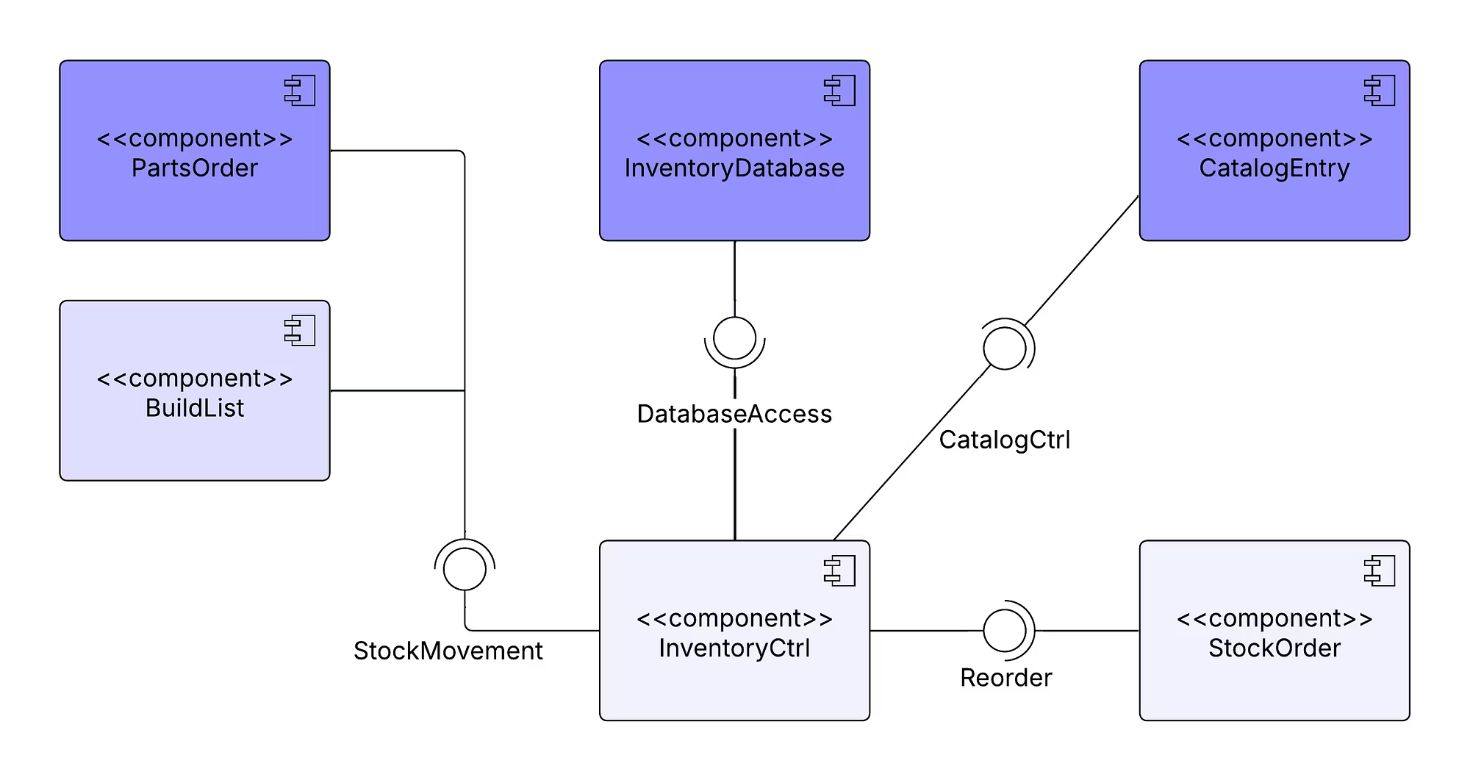 <<component>>
PartsOrder
<<component>>
InventoryDatabase
<<component>>
CatalogEntry
<<component>>
BuildList
DatabaseAccess
CatalogCtrl
StockMovement
<<component>>
InventoryCtrl
Reorder
<<component>>
StockOrder